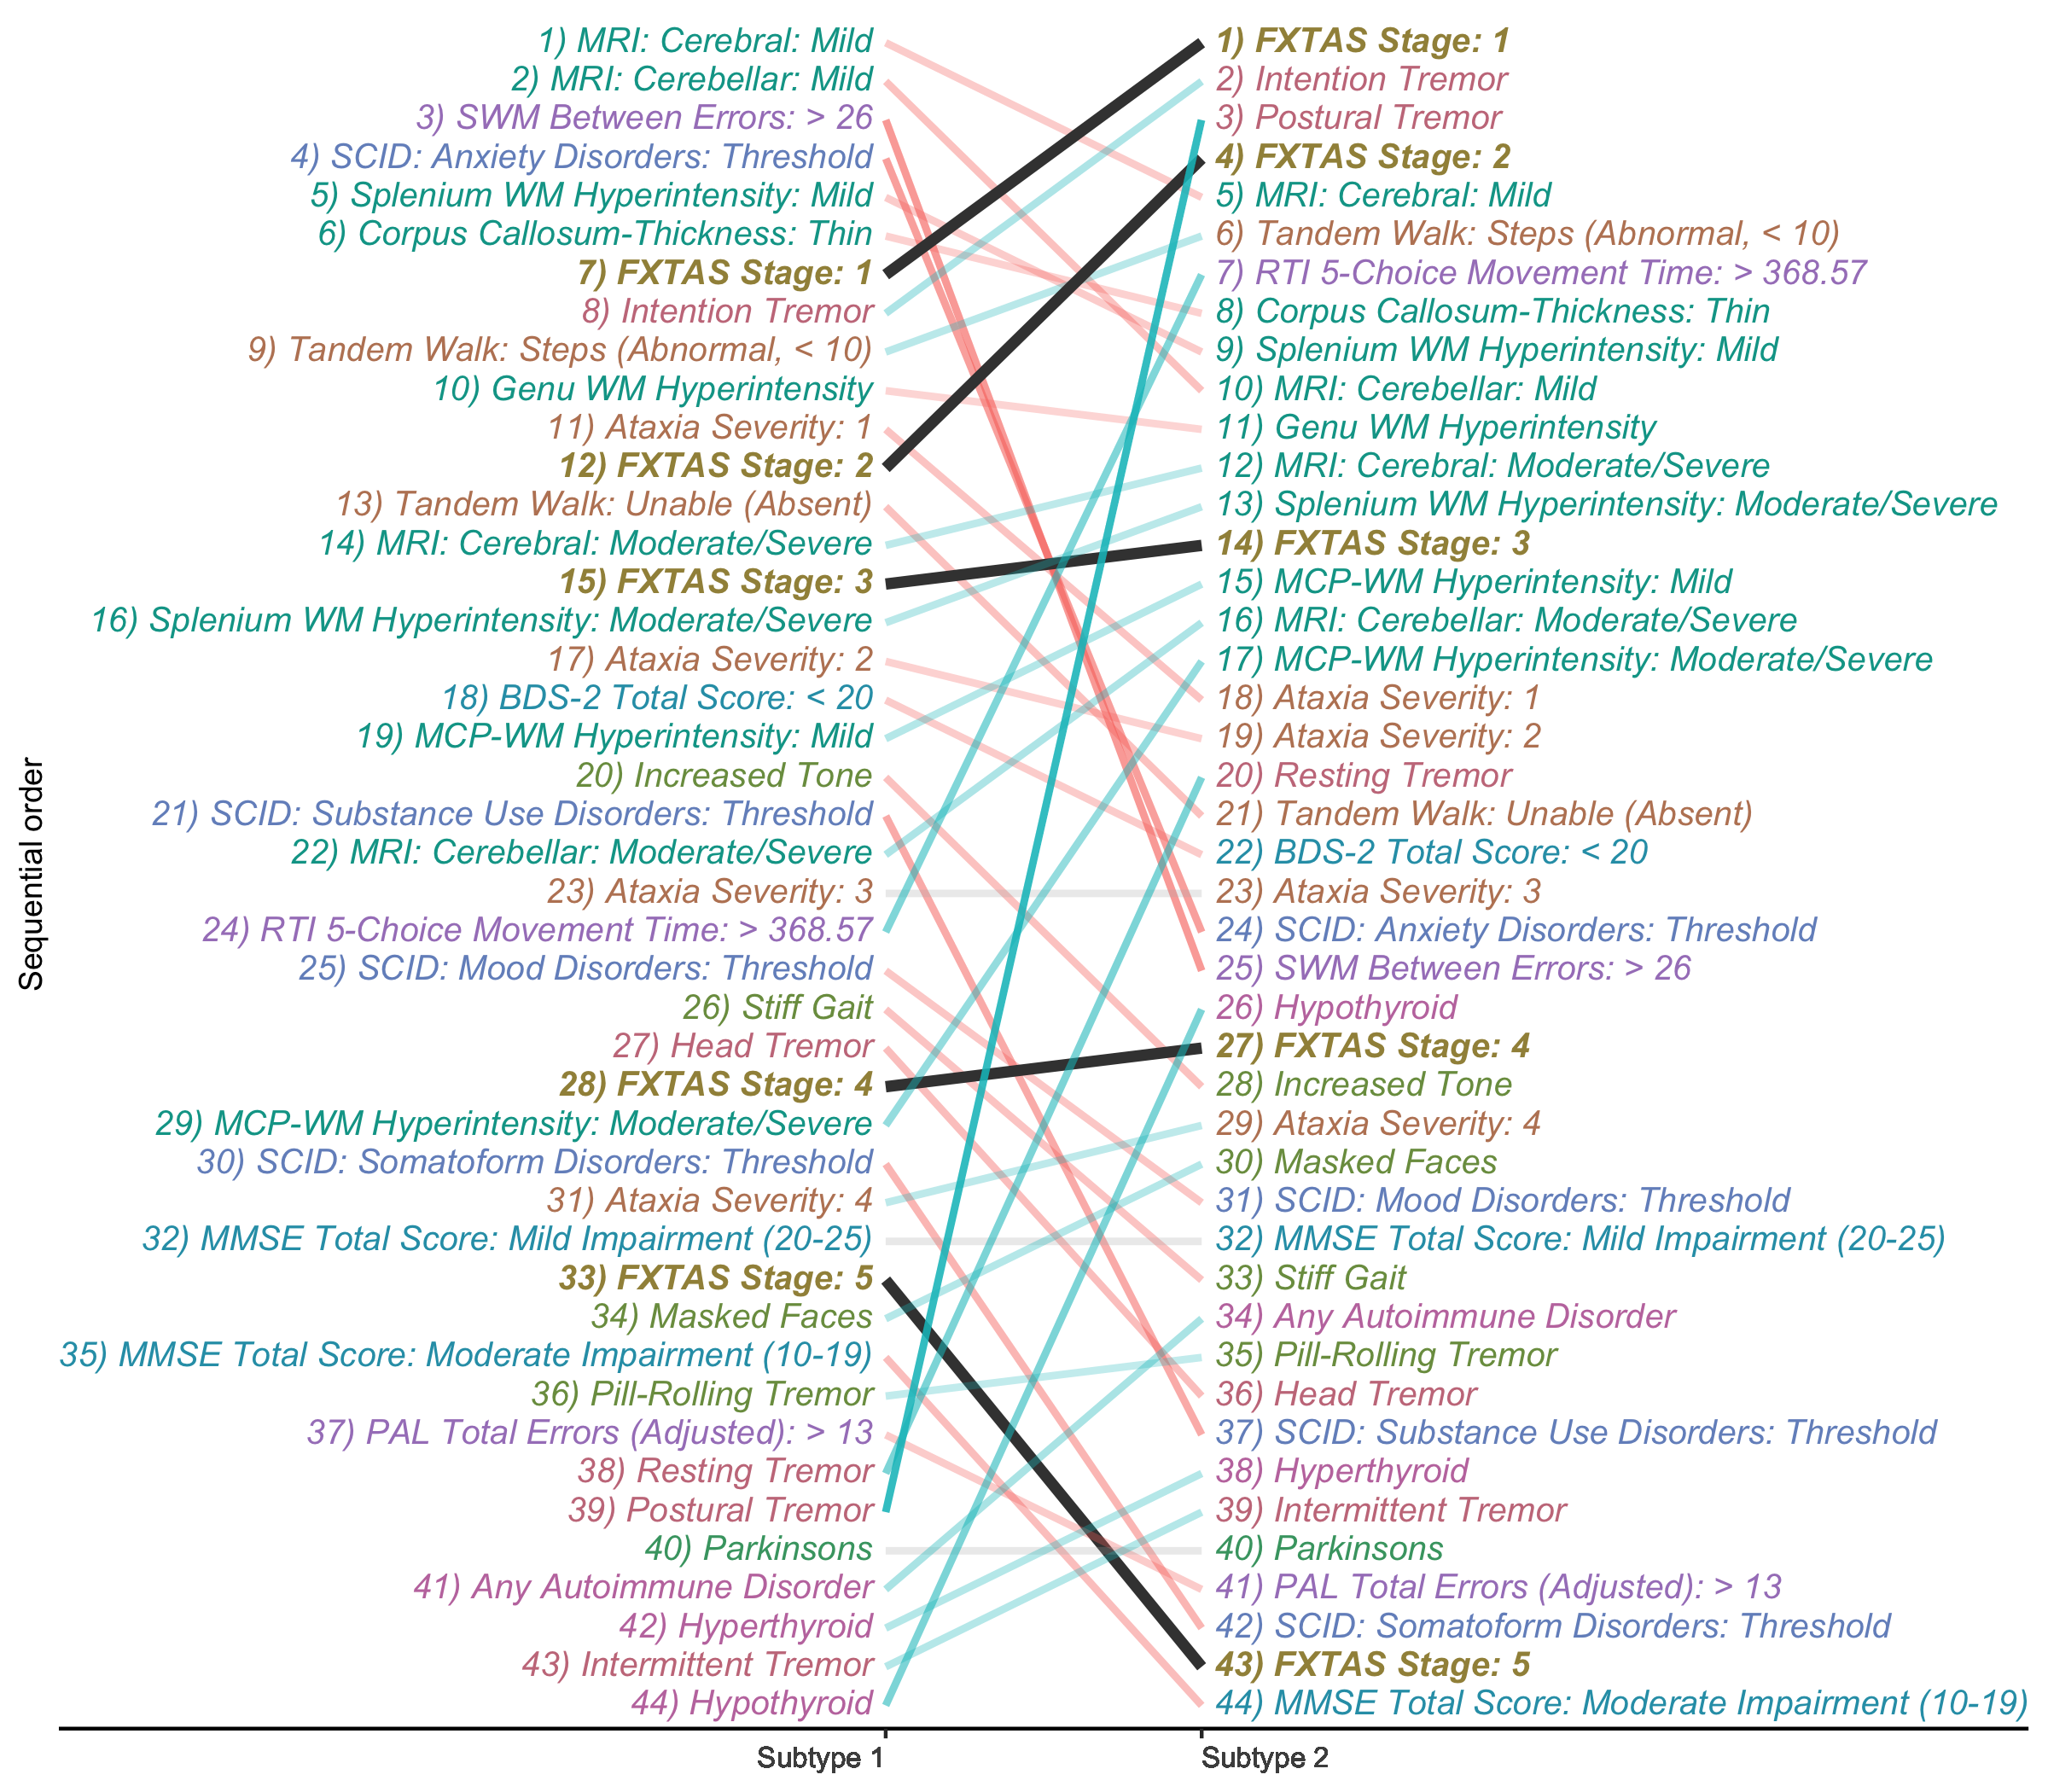 1) MRI: Cerebral: Mild
2) MRI: Cerebellar: Mild
3) SWM Between Errors: > 26
4) SCID: Anxiety Disorders: Threshold
5) Splenium WM Hyperintensity: Mild
6) Corpus Callosum-Thickness: Thin
7) FXTAS Stage: 1
8) Intention Tremor
9) Tandem Walk: Steps (Abnormal, < 10)
10) Genu WM Hyperintensity
11) Ataxia Severity: 1
12) FXTAS Stage: 2
13) Tandem Walk: Unable (Absent)
14) MRI: Cerebral: Moderate/Severe
15) FXTAS Stage: 3
16) Splenium WM Hyperintensity: Moderate/Severe
17) Ataxia Severity: 2
18) BDS-2 Total Score: < 20
19) MCP-WM Hyperintensity: Mild
20) Increased Tone
21) SCID: Substance Use Disorders: Threshold
22) MRI: Cerebellar: Moderate/Severe
23) Ataxia Severity: 3
24) RTI 5-Choice Movement Time: > 368.57
25) SCID: Mood Disorders: Threshold
26) Stiff Gait
27) Head Tremor
28) FXTAS Stage: 4
29) MCP-WM Hyperintensity: Moderate/Severe
30) SCID: Somatoform Disorders: Threshold
31) Ataxia Severity: 4
32) MMSE Total Score: Mild Impairment (20-25)
33) FXTAS Stage: 5
34) Masked Faces
35) MMSE Total Score: Moderate Impairment (10-19)
36) Pill-Rolling Tremor
37) PAL Total Errors (Adjusted): > 13
38) Resting Tremor
39) Postural Tremor
40) Parkinsons
41) Any Autoimmune Disorder
42) Hyperthyroid
43) Intermittent Tremor
44) Hypothyroid
1) FXTAS Stage: 1
2) Intention Tremor
3) Postural Tremor
4) FXTAS Stage: 2
5) MRI: Cerebral: Mild
6) Tandem Walk: Steps (Abnormal, < 10)
7) RTI 5-Choice Movement Time: > 368.57
8) Corpus Callosum-Thickness: Thin
9) Splenium WM Hyperintensity: Mild
10) MRI: Cerebellar: Mild
11) Genu WM Hyperintensity
12) MRI: Cerebral: Moderate/Severe
13) Splenium WM Hyperintensity: Moderate/Severe
14) FXTAS Stage: 3
15) MCP-WM Hyperintensity: Mild
16) MRI: Cerebellar: Moderate/Severe
17) MCP-WM Hyperintensity: Moderate/Severe
18) Ataxia Severity: 1
19) Ataxia Severity: 2
20) Resting Tremor
21) Tandem Walk: Unable (Absent)
22) BDS-2 Total Score: < 20
23) Ataxia Severity: 3
24) SCID: Anxiety Disorders: Threshold
25) SWM Between Errors: > 26
26) Hypothyroid
27) FXTAS Stage: 4
28) Increased Tone
29) Ataxia Severity: 4
30) Masked Faces
31) SCID: Mood Disorders: Threshold
32) MMSE Total Score: Mild Impairment (20-25)
33) Stiff Gait
34) Any Autoimmune Disorder
35) Pill-Rolling Tremor
36) Head Tremor
37) SCID: Substance Use Disorders: Threshold
38) Hyperthyroid
39) Intermittent Tremor
40) Parkinsons
41) PAL Total Errors (Adjusted): > 13
42) SCID: Somatoform Disorders: Threshold
43) FXTAS Stage: 5
44) MMSE Total Score: Moderate Impairment (10-19)
Sequential order
Subtype 1
Subtype 2